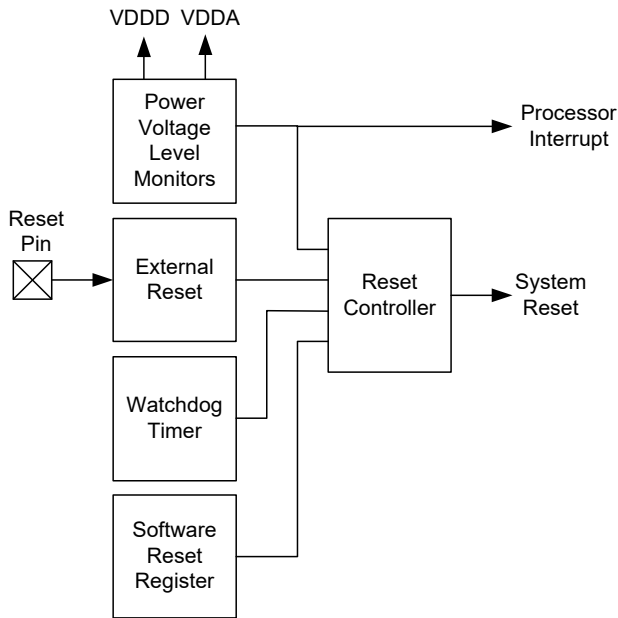 VDDD VDDA
Power
Voltage
Level
Monitors
Processor
Interrupt
Reset
Pin
External
Reset
Reset
Controller
System
Reset
Watchdog
Timer
Software
Reset
Register